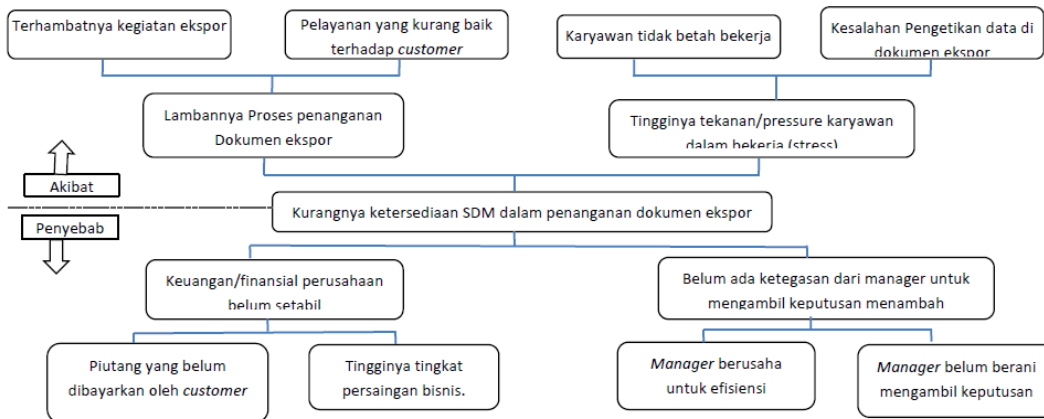 Terhambatnya kegiatan ekspor
Pelayanan yang kurang baik
terhadap customer
Karyawan tidak betah bekerja
Kesalahan Pengetikan data di
dokumen ekspor
Lambannya Proses penanganan
Dokumen ekspor
Tingginya tekanan/pressure karyawan
dalam bekerja (stress)
Akibat
Kurangnya ketersediaan SDM dalam penanganan dokumen ekspor
Penyebab
Keuangan/finansial perusahaan
belum setabil
Belum ada ketegasan dari manager untuk
mengambil keputusan menambah
Piutang yang belum
dibayarkan oleh customer
Tingginya tingkat
persaingan bisnis.
Manager berusaha
untuk efisiensi
Manager belum berani
mengambil keputusan